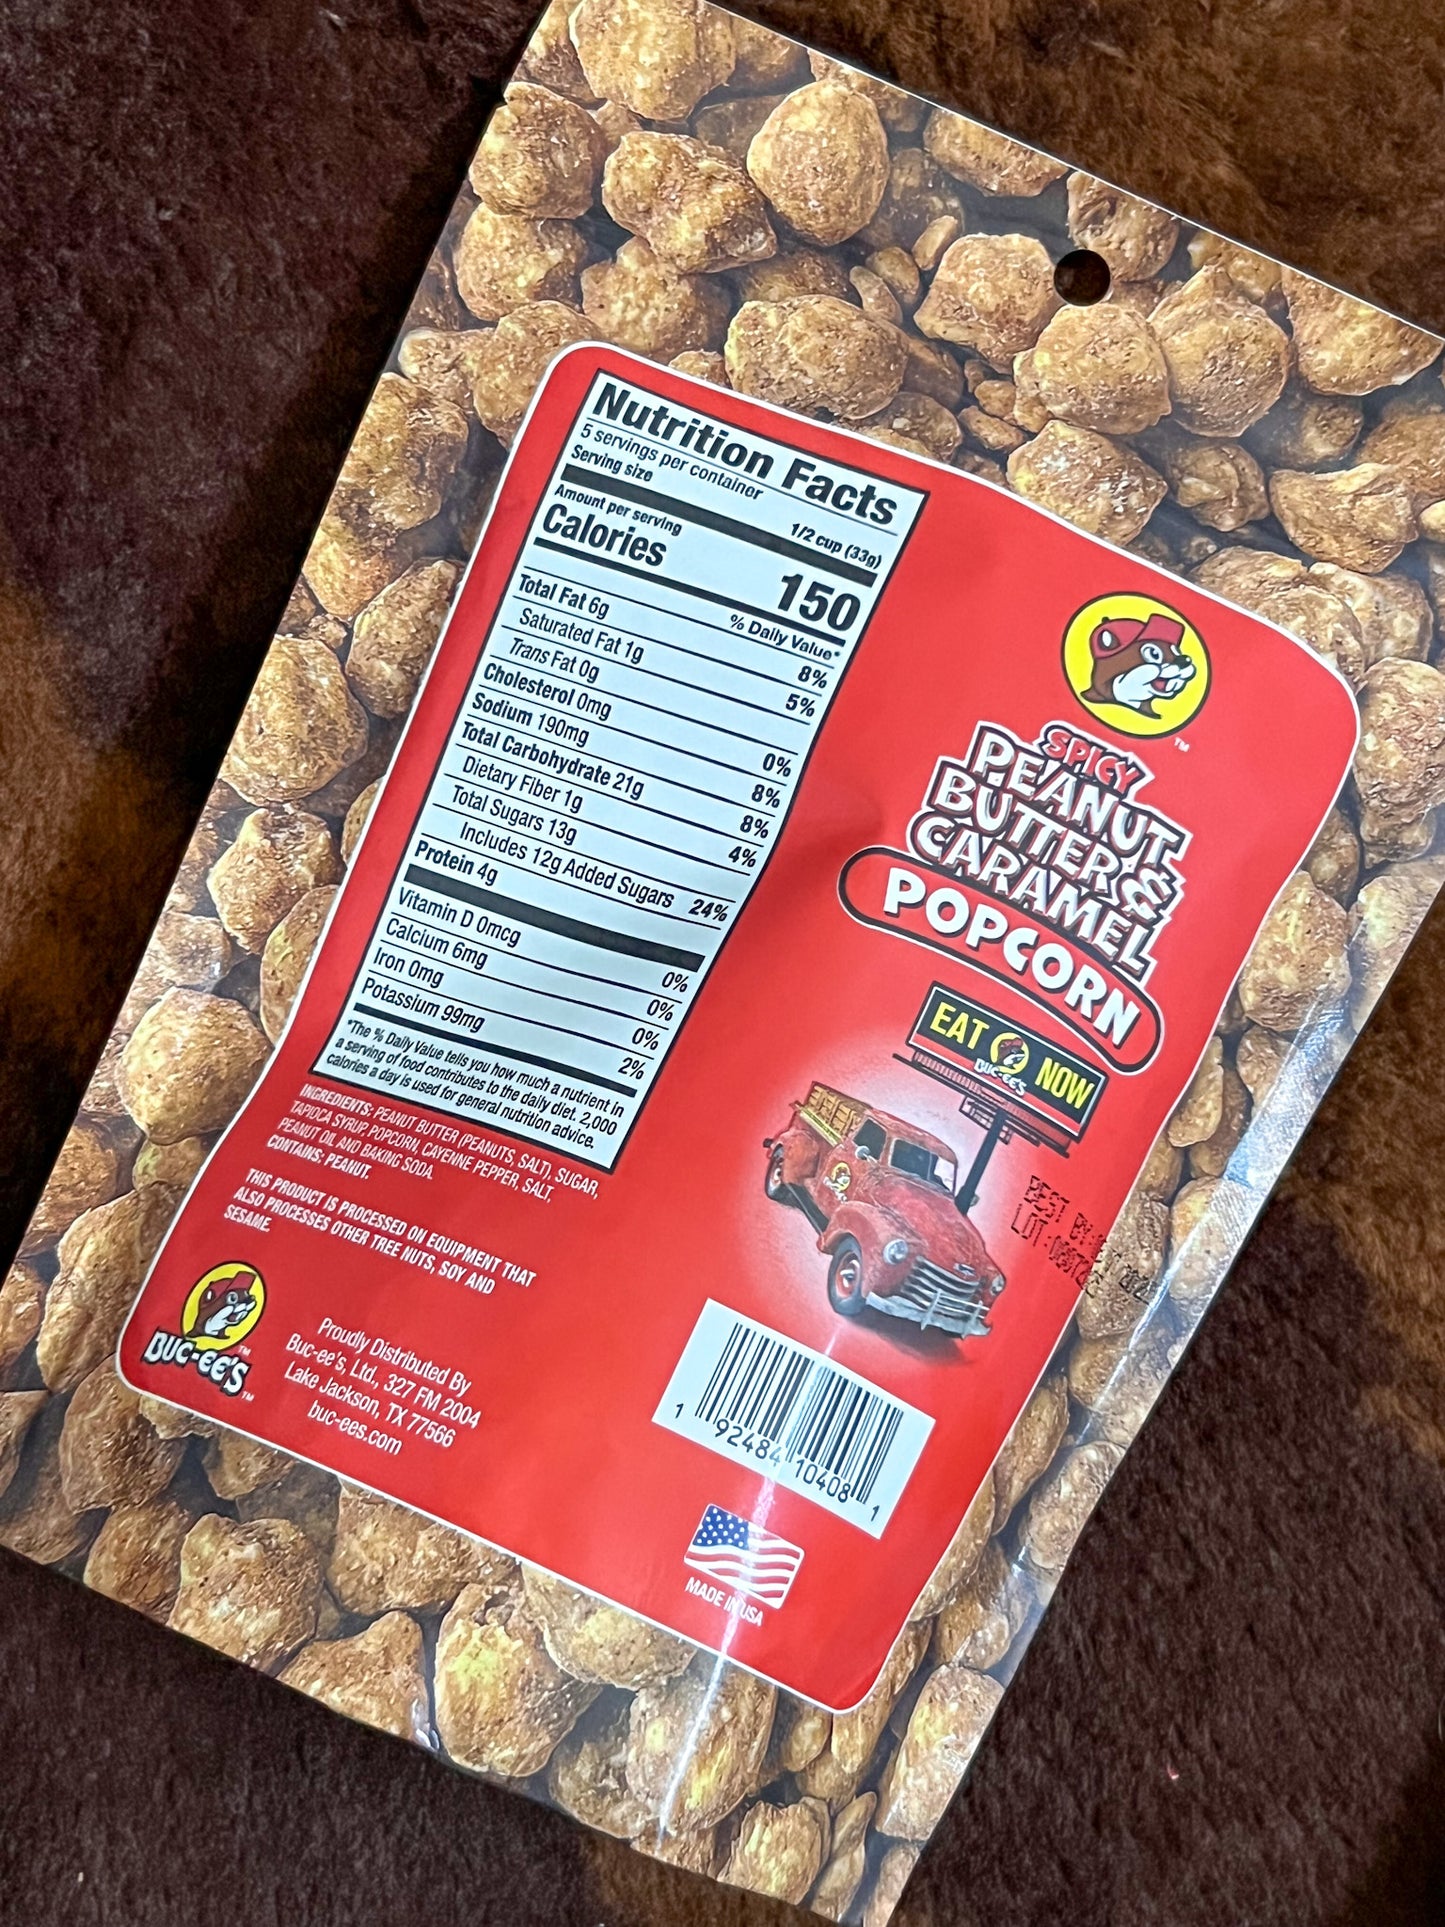 Nutrition Facts
5 servings per container
Serving size 1/2 cup (33g)
Amount per serving
Calories 150
% Daily Value*
Total Fat 6g 8%
Saturated Fat 1g 5%
Trans Fat 0g
Cholesterol 0mg 0%
Sodium 190mg 8%
Total Carbohydrate 21g 8%
Dietary Fiber 1g 4%
Total Sugars 13g
Includes 12g Added Sugars 24%
Protein 4g
Vitamin D 0mcg 0%
Calcium 6mg 0%
Iron 0mg 0%
Potassium 99mg 2%
*The % Daily Value tells you how much a nutrient in
a serving of food contributes to the daily diet. 2,000
calories a day is used for general nutrition advice.
INGREDIENTS: PEANUT BUTTER (PEANUTS, SALT), SUGAR,
TAPIOCA SYRUP, POPCORN, CAYENNE PEPPER, SALT,
PEANUT OIL AND BAKING SODA.
CONTAINS: PEANUT.
THIS PRODUCT IS PROCESSED ON EQUIPMENT THAT
ALSO PROCESSES OTHER TREE NUTS, SOY AND
SESAME.
BUC-EE'S TM
Proudly Distributed By
Buc-ee's, Ltd., 327 FM 2004
Lake Jackson, TX 77566
buc-ees.com
TM
SPICY
PEANUT
BUTTER &
CARAMEL
POPCORN
EAT NOW
BUC-EE'S
BEST BY
LOT
1 92484 10408 1
MADE IN USA